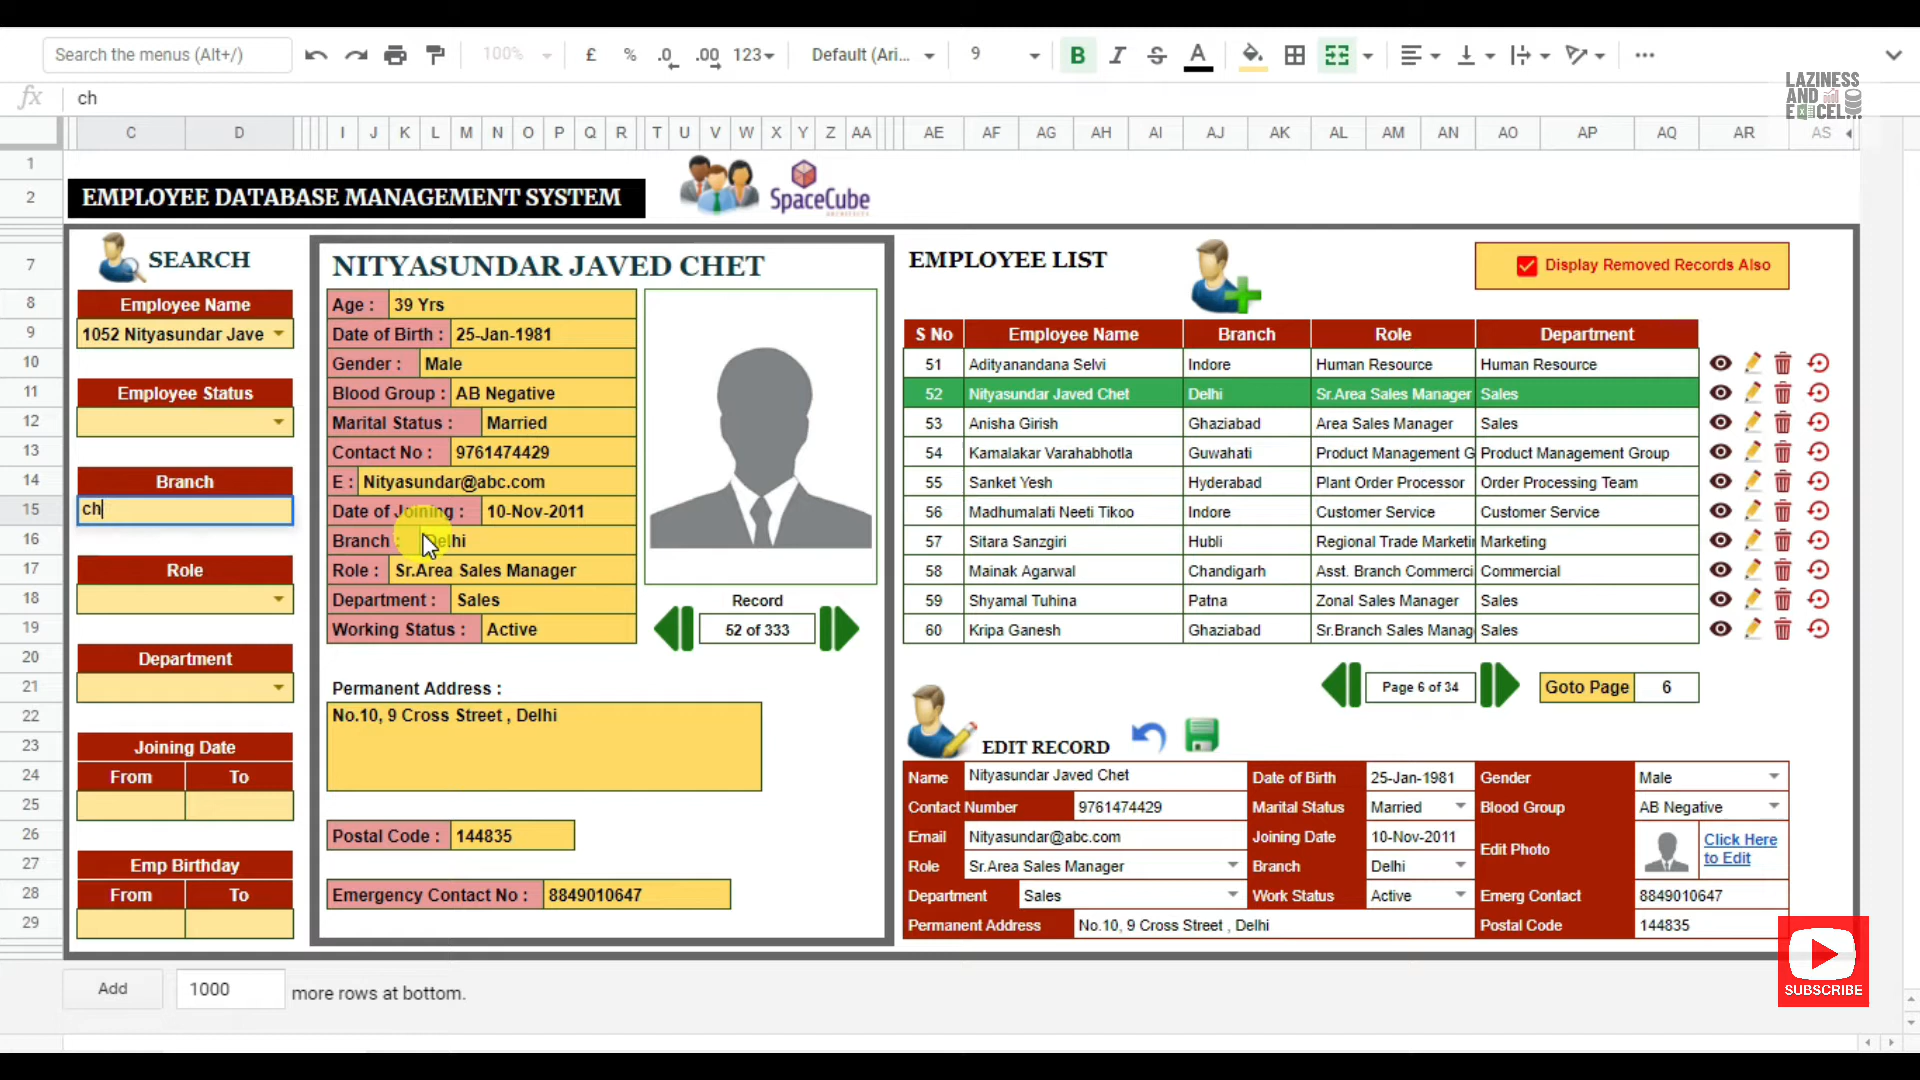 Search the menus (Alt+/)
100%
£ % .0 .00 123
Default (Ari...
9
B I S A
LAZINESS
AND
EXCEL...
fx ch
C D I J K L M N O P Q R T U V W X Y Z AA AE AF AG AH AI AJ AK AL AM AN AO AP AQ AR AS
1
2
7
8
9
10
11
12
13
14
15
16
17
18
19
20
21
22
23
24
25
26
27
28
29
EMPLOYEE DATABASE MANAGEMENT SYSTEM
SpaceCube
SEARCH
Employee Name
1052 Nityasundar Jave
Employee Status
Branch
ch
Role
Department
Joining Date
From To
Emp Birthday
From To
NITYASUNDAR JAVED CHET
Age : 39 Yrs
Date of Birth : 25-Jan-1981
Gender : Male
Blood Group : AB Negative
Marital Status : Married
Contact No : 9761474429
E : Nityasundar@abc.com
Date of Joining : 10-Nov-2011
Branch : Delhi
Role : Sr.Area Sales Manager
Department : Sales
Working Status : Active
Record
52 of 333
Permanent Address :
No.10, 9 Cross Street , Delhi
Postal Code : 144835
Emergency Contact No : 8849010647
EMPLOYEE LIST
Display Removed Records Also
S No Employee Name Branch Role Department
51 Adityanandana Selvi Indore Human Resource Human Resource
52 Nityasundar Javed Chet Delhi Sr.Area Sales Manager Sales
53 Anisha Girish Ghaziabad Area Sales Manager Sales
54 Kamalakar Varahabhotla Guwahati Product Management G Product Management Group
55 Sanket Yesh Hyderabad Plant Order Processor Order Processing Team
56 Madhumalati Neeti Tikoo Indore Customer Service Customer Service
57 Sitara Sanzgiri Hubli Regional Trade Marketin Marketing
58 Mainak Agarwal Chandigarh Asst. Branch Commerci Commercial
59 Shyamal Tuhina Patna Zonal Sales Manager Sales
60 Kripa Ganesh Ghaziabad Sr.Branch Sales Manag Sales
Page 6 of 34
Goto Page 6
EDIT RECORD
Name Nityasundar Javed Chet Date of Birth 25-Jan-1981 Gender Male
Contact Number 9761474429 Marital Status Married Blood Group AB Negative
Email Nityasundar@abc.com Joining Date 10-Nov-2011 Edit Photo Click Here
to Edit
Role Sr.Area Sales Manager Branch Delhi
Department Sales Work Status Active Emerg Contact 8849010647
Permanent Address No.10, 9 Cross Street , Delhi Postal Code 144835
SUBSCRIBE
Add 1000 more rows at bottom.